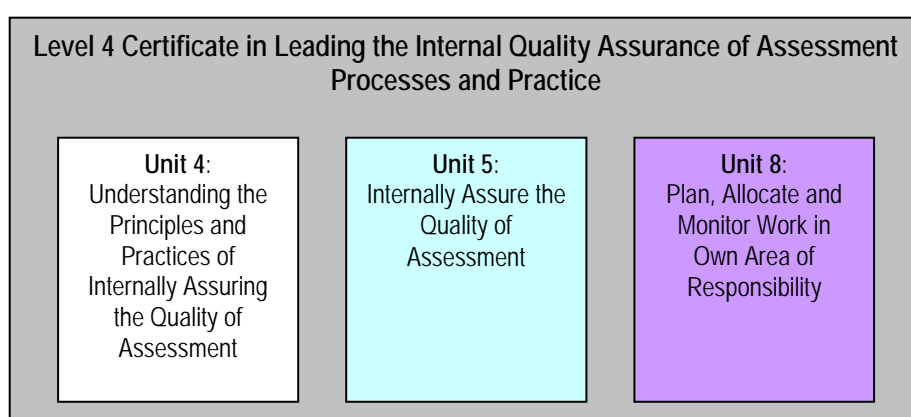 Level 4 Certificate in Leading the Internal Quality Assurance of Assessment
Processes and Practice
Unit 4:
Understanding the
Principles and
Practices of
Internally Assuring
the Quality of
Assessment
Unit 5:
Internally Assure the
Quality of
Assessment
Unit 8:
Plan, Allocate and
Monitor Work in
Own Area of
Responsibility